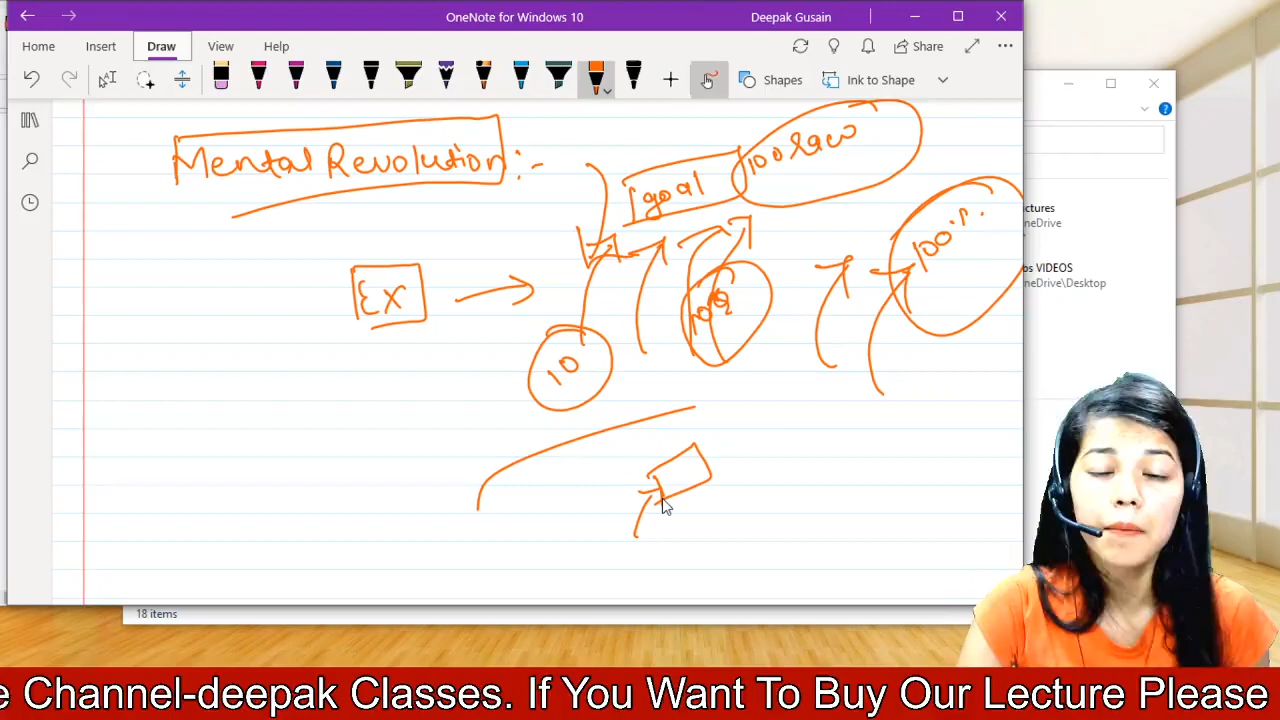 OneNote for Windows 10
Deepak Gusain
Home Insert Draw View Help
Share
Shapes
Ink to Shape
Mental Revolution :-
goal
100
100%
EX
10
ctures
neDrive
os VIDEOS
neDrive\Desktop
18 items
e Channel-deepak Classes. If You Want To Buy Our Lecture Please